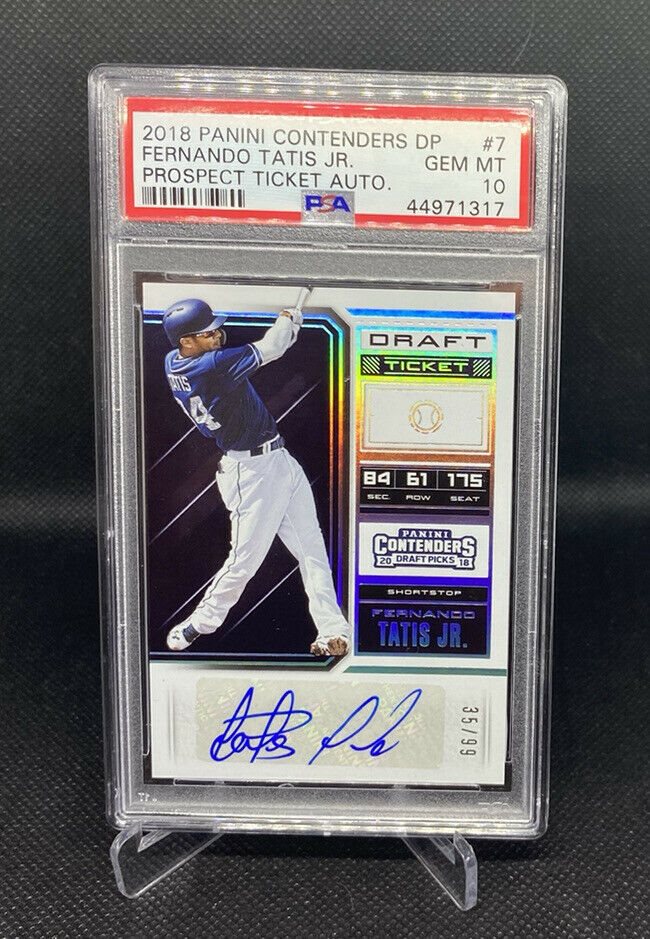 2018 PANINI CONTENDERS DP #7
FERNANDO TATIS JR. GEM MT
PROSPECT TICKET AUTO. 10
PSA 44971317
TATIS
DRAFT
TICKET
84 61 175
SEC. ROW SEAT
PANINI
CONTENDERS
20 DRAFT PICKS 18
SHORTSTOP
FERNANDO
TATIS JR.
35/99